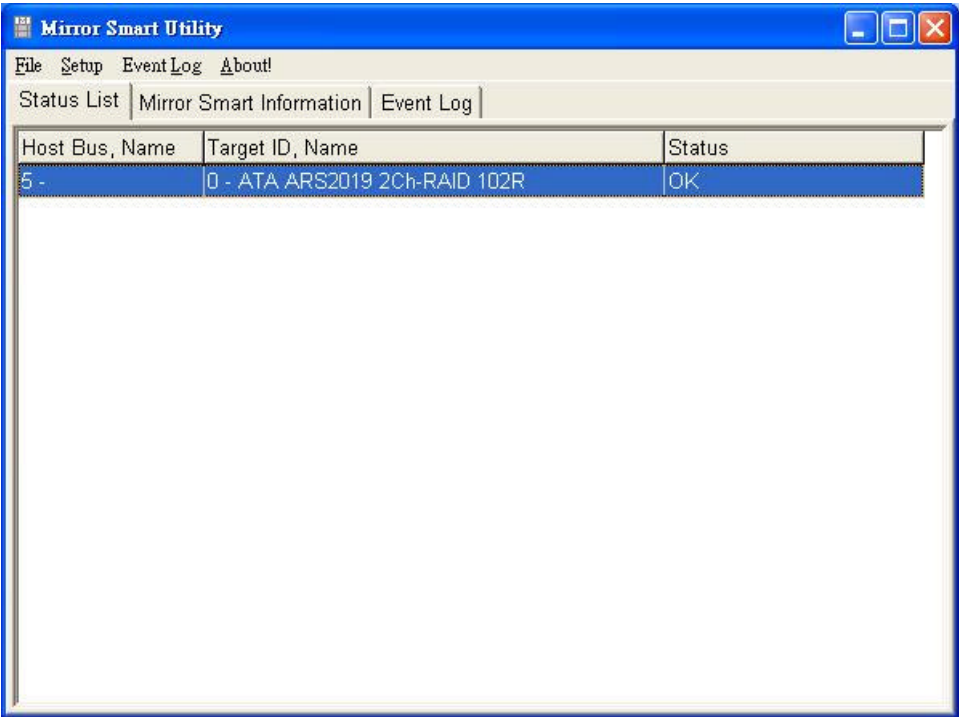 Mirror Smart Utility
File Setup Event Log About!
Status List Mirror Smart Information Event Log
Host Bus, Name Target ID, Name Status
5 - 0 - ATA ARS2019 2Ch-RAID 102R OK